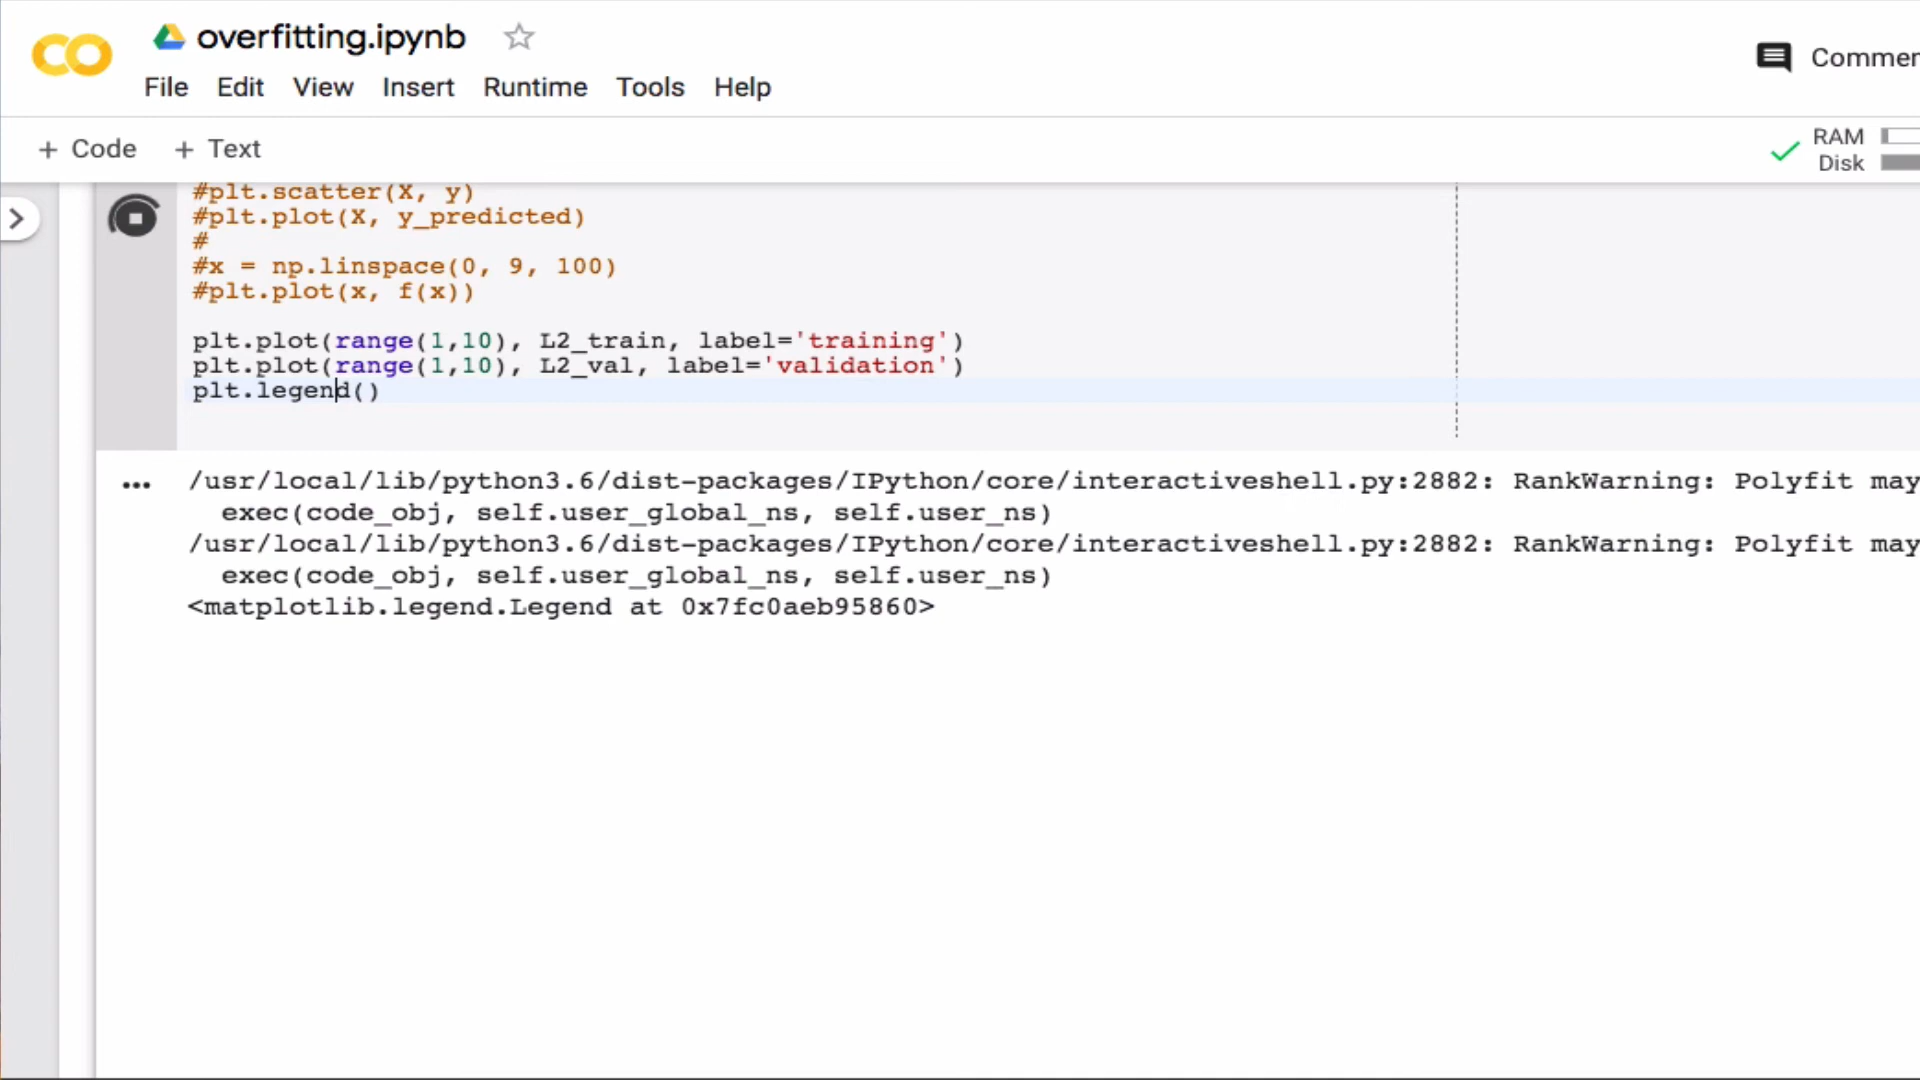 overfitting.ipynb
File Edit View Insert Runtime Tools Help
Commen
+ Code + Text
RAM
Disk
#plt.scatter(X, y)
#plt.plot(X, y_predicted)
#
#x = np.linspace(0, 9, 100)
#plt.plot(x, f(x))
plt.plot(range(1,10), L2_train, label='training')
plt.plot(range(1,10), L2_val, label='validation')
plt.legend()
/usr/local/lib/python3.6/dist-packages/IPython/core/interactiveshell.py:2882: RankWarning: Polyfit may
exec(code_obj, self.user_global_ns, self.user_ns)
/usr/local/lib/python3.6/dist-packages/IPython/core/interactiveshell.py:2882: RankWarning: Polyfit may
exec(code_obj, self.user_global_ns, self.user_ns)
<matplotlib.legend.Legend at 0x7fc0aeb95860>